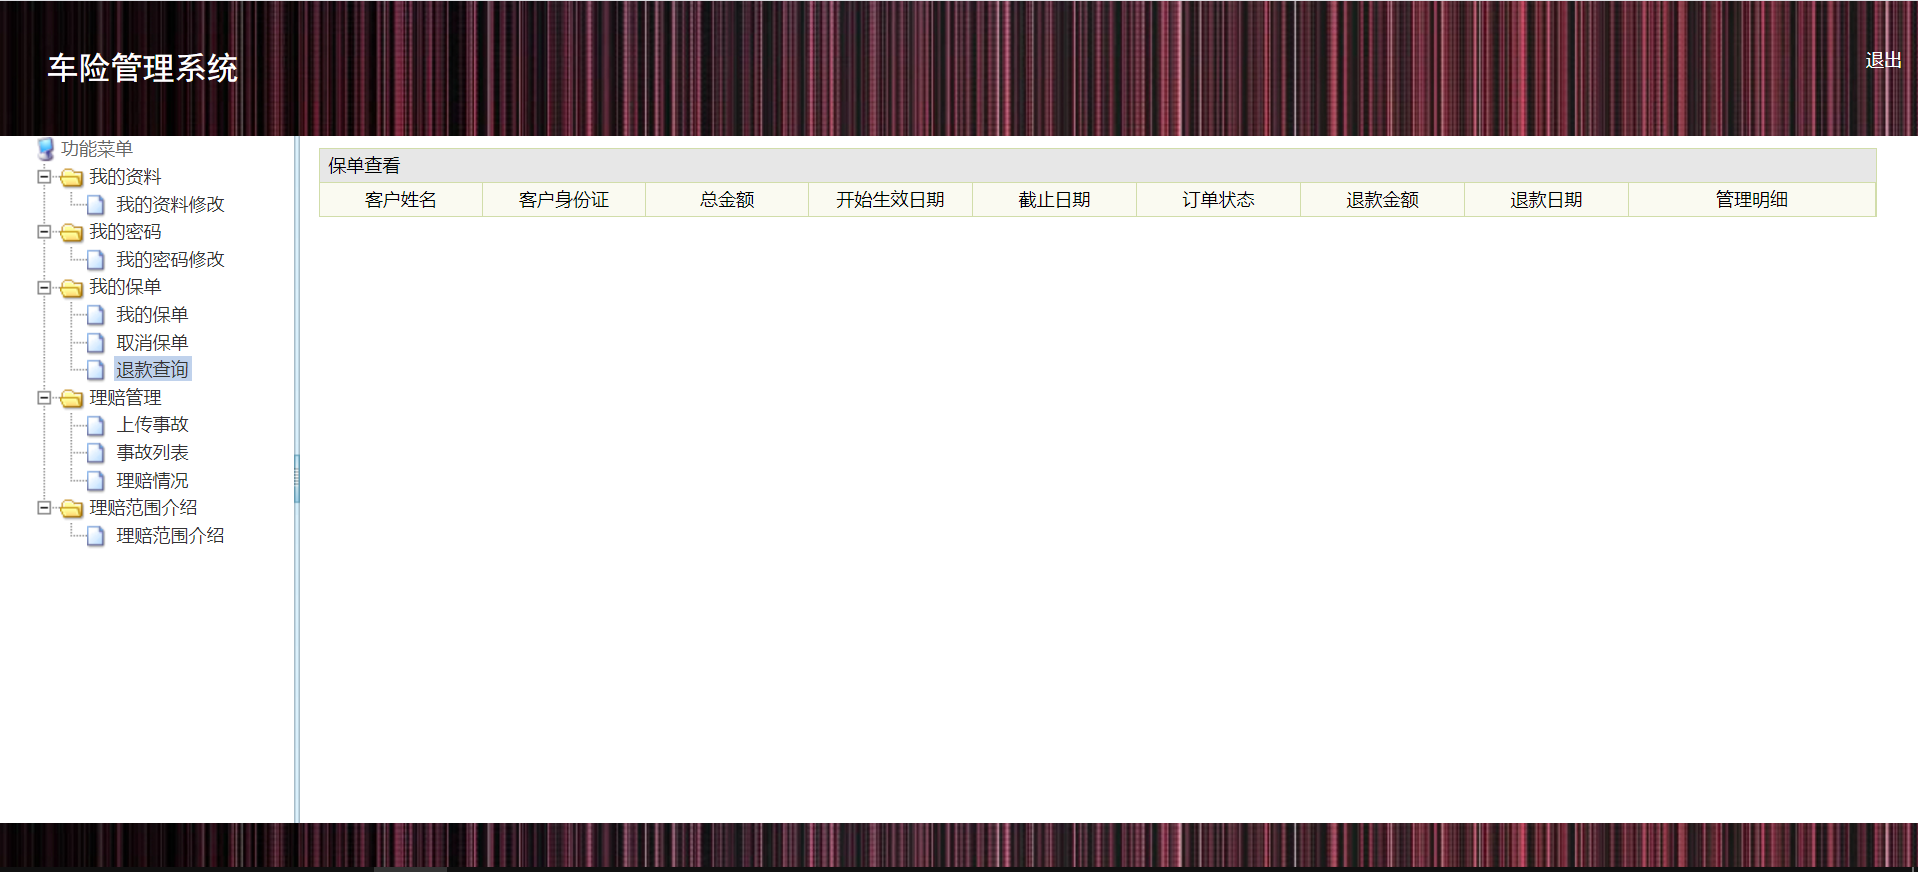 车险管理系统
退出
功能菜单
我的资料
我的资料修改
我的密码
我的密码修改
我的保单
我的保单
取消保单
退款查询
理赔管理
上传事故
事故列表
理赔情况
理赔范围介绍
理赔范围介绍
保单查看
客户姓名 客户身份证 总金额 开始生效日期 截止日期 订单状态 退款金额 退款日期 管理明细